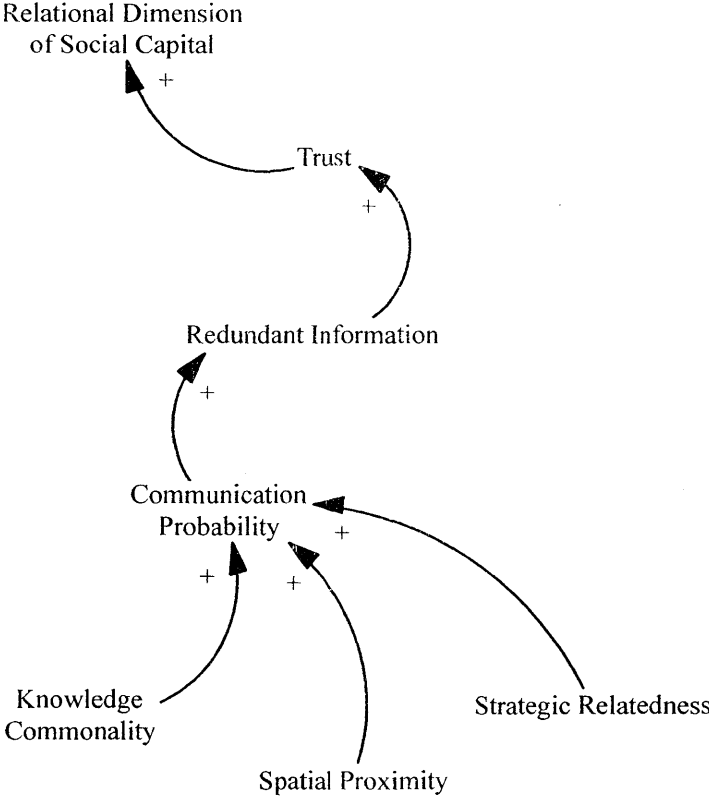 Relational Dimension
of Social Capital
+
Trust
+
Redundant Information
+
Communication
Probability
+
+
+
Knowledge
Commonality
Strategic Relatedness
Spatial Proximity